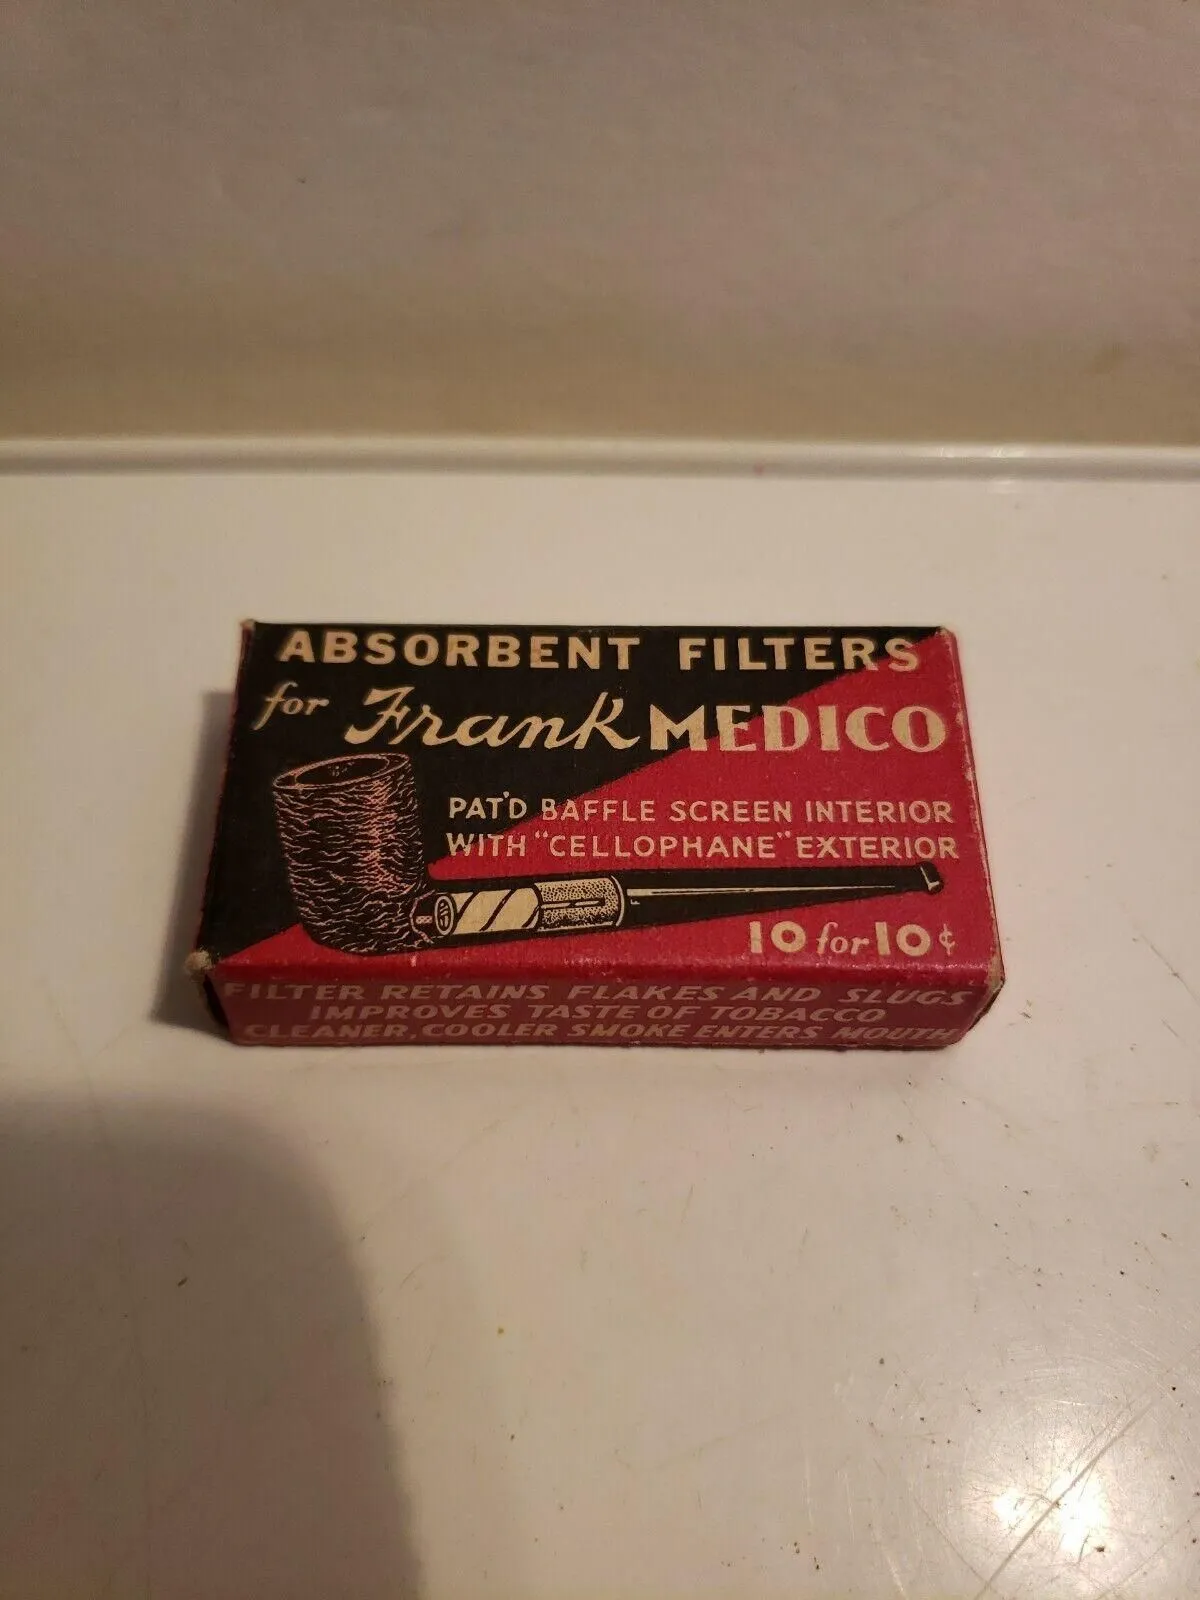 ABSORBENT FILTERS
for Frank MEDICO
PAT'D BAFFLE SCREEN INTERIOR
WITH "CELLOPHANE" EXTERIOR
10 for 10¢
FILTER RETAINS FLAKES AND SLUGS
IMPROVES TASTE OF TOBACCO
CLEANER, COOLER SMOKE ENTERS MOUTH